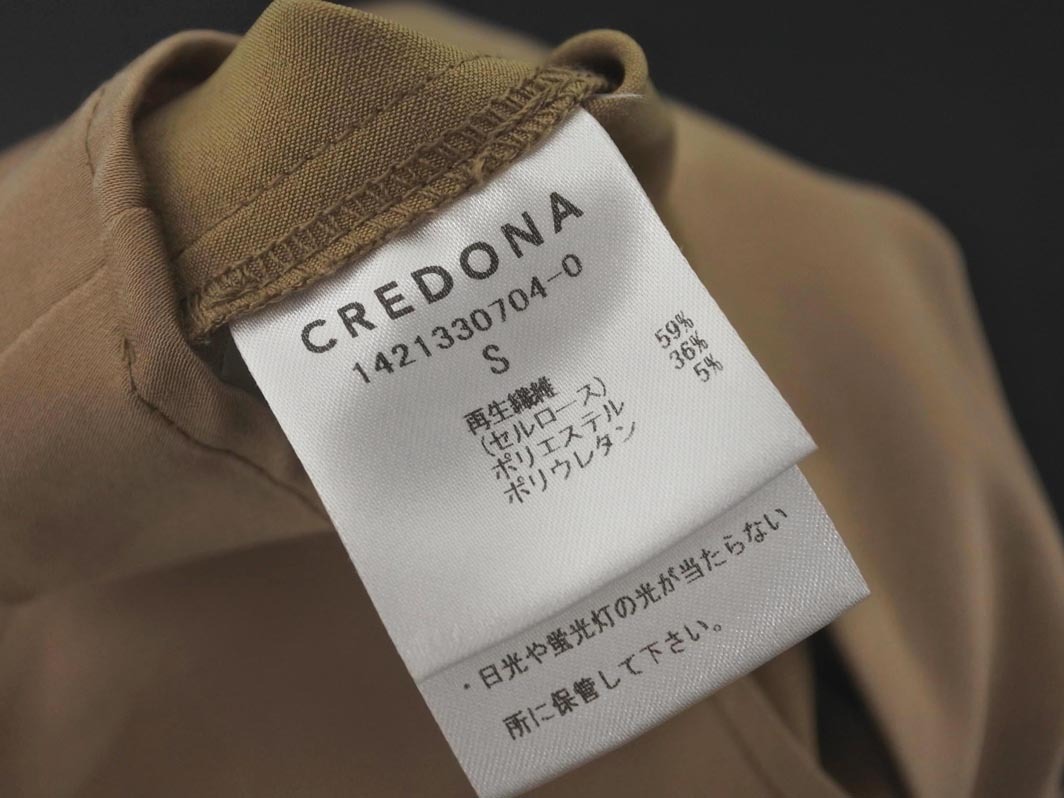 CREDONA
1421330704-0
S
再生繊維 59%
(セルロース) 36%
ポリエステル 5%
ポリウレタン
・日光や蛍光灯の光が当たらない
所に保管して下さい。